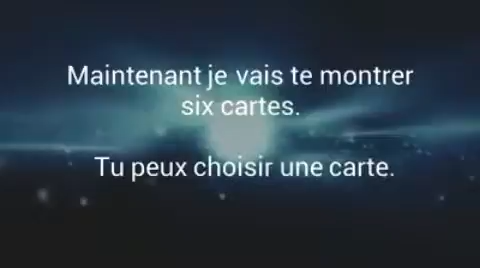 Maintenant je vais te montrer
six cartes.
Tu peux choisir une carte.